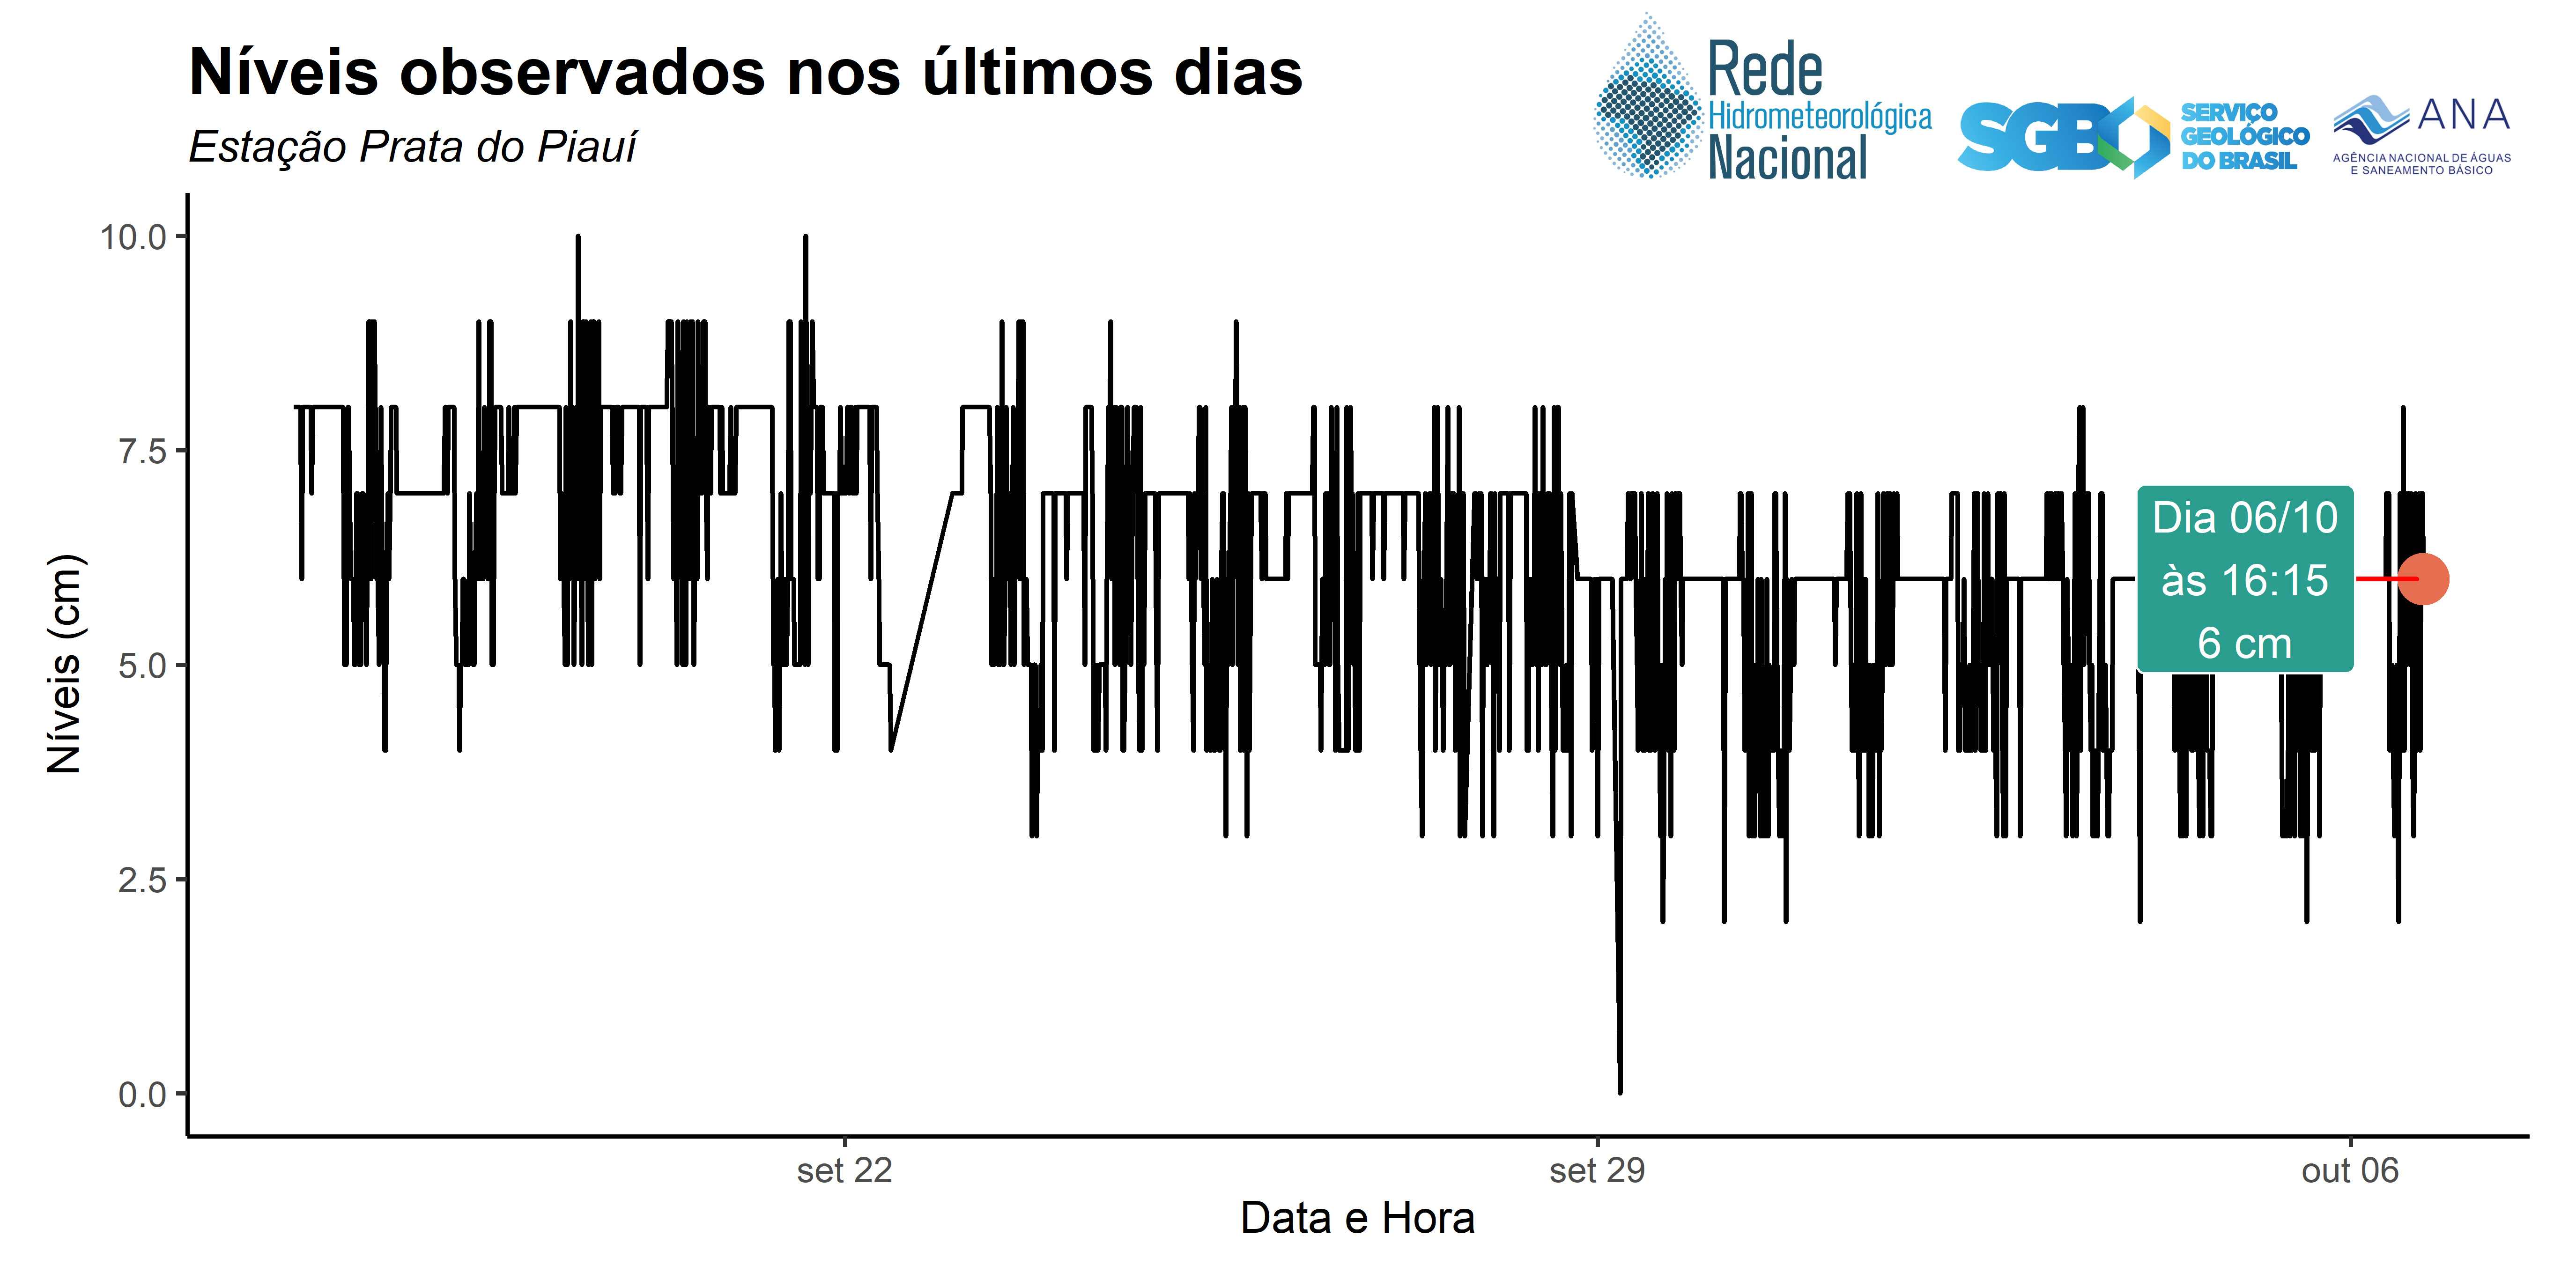 Níveis observados nos últimos dias
Estação Prata do Piauí
Rede
Hidrometeorológica
Nacional
SGB
SERVIÇO
GEOLÓGICO
DO BRASIL
ANA
AGÊNCIA NACIONAL DE ÁGUAS
E SANEAMENTO BÁSICO
Níveis (cm)
10.0
7.5
5.0
2.5
0.0
Dia 06/10
às 16:15
6 cm
set 22
set 29
out 06
Data e Hora